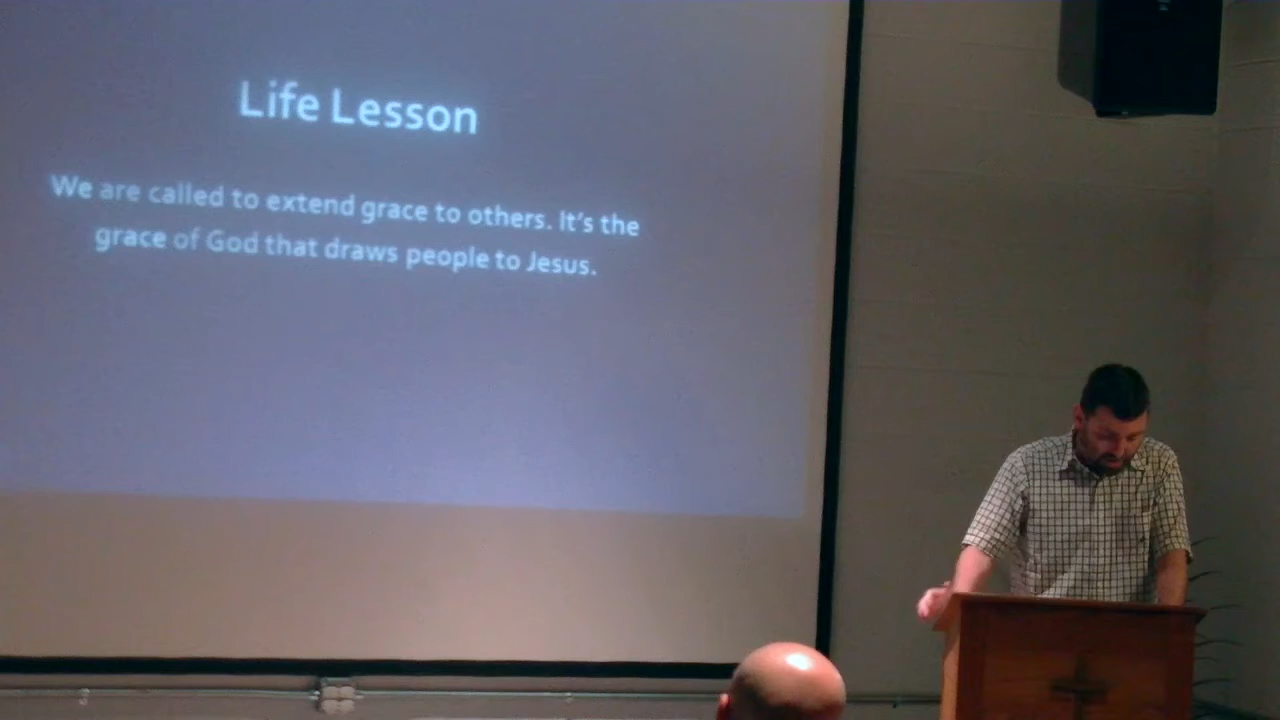 Life Lesson
We are called to extend grace to others. It's the
grace of God that draws people to Jesus.